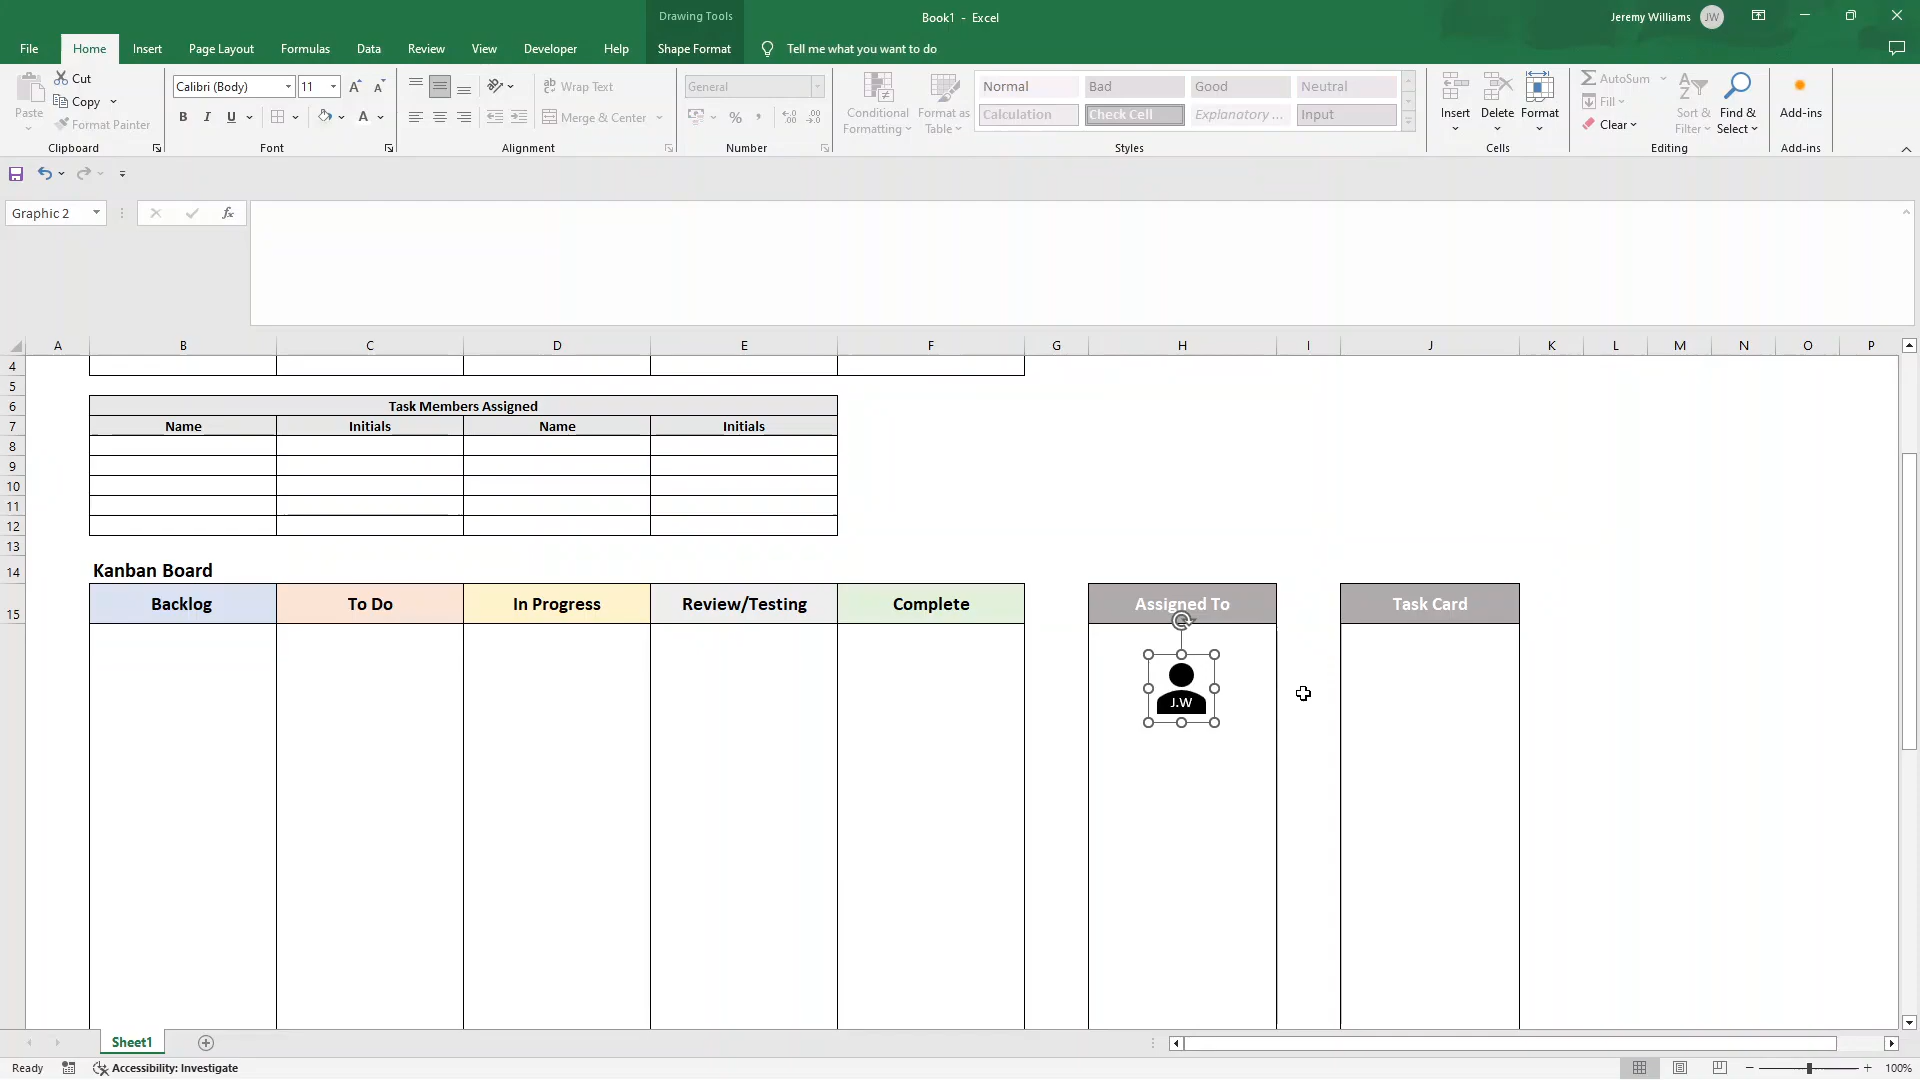 Drawing Tools
Book1 - Excel
Jeremy Williams JW
File Home Insert Page Layout Formulas Data Review View Developer Help Shape Format Tell me what you want to do
Paste
Cut
Copy
Format Painter
Clipboard
Calibri (Body) 11
B I U
Font
Wrap Text
Merge & Center
Alignment
General
Number
Conditional Formatting
Format as Table
Normal Bad Good Neutral
Calculation Check Cell Explanatory ... Input
Styles
Insert Delete Format
Cells
AutoSum
Fill
Clear
Sort & Filter
Find & Select
Editing
Add-ins
Add-ins
Graphic 2
fx
A B C D E F G H I J K L M N O P
4
5
6 Task Members Assigned
7 Name Initials Name Initials
8
9
10
11
12
13
14 Kanban Board
15 Backlog To Do In Progress Review/Testing Complete Assigned To Task Card
J.W
Sheet1
Ready Accessibility: Investigate 100%